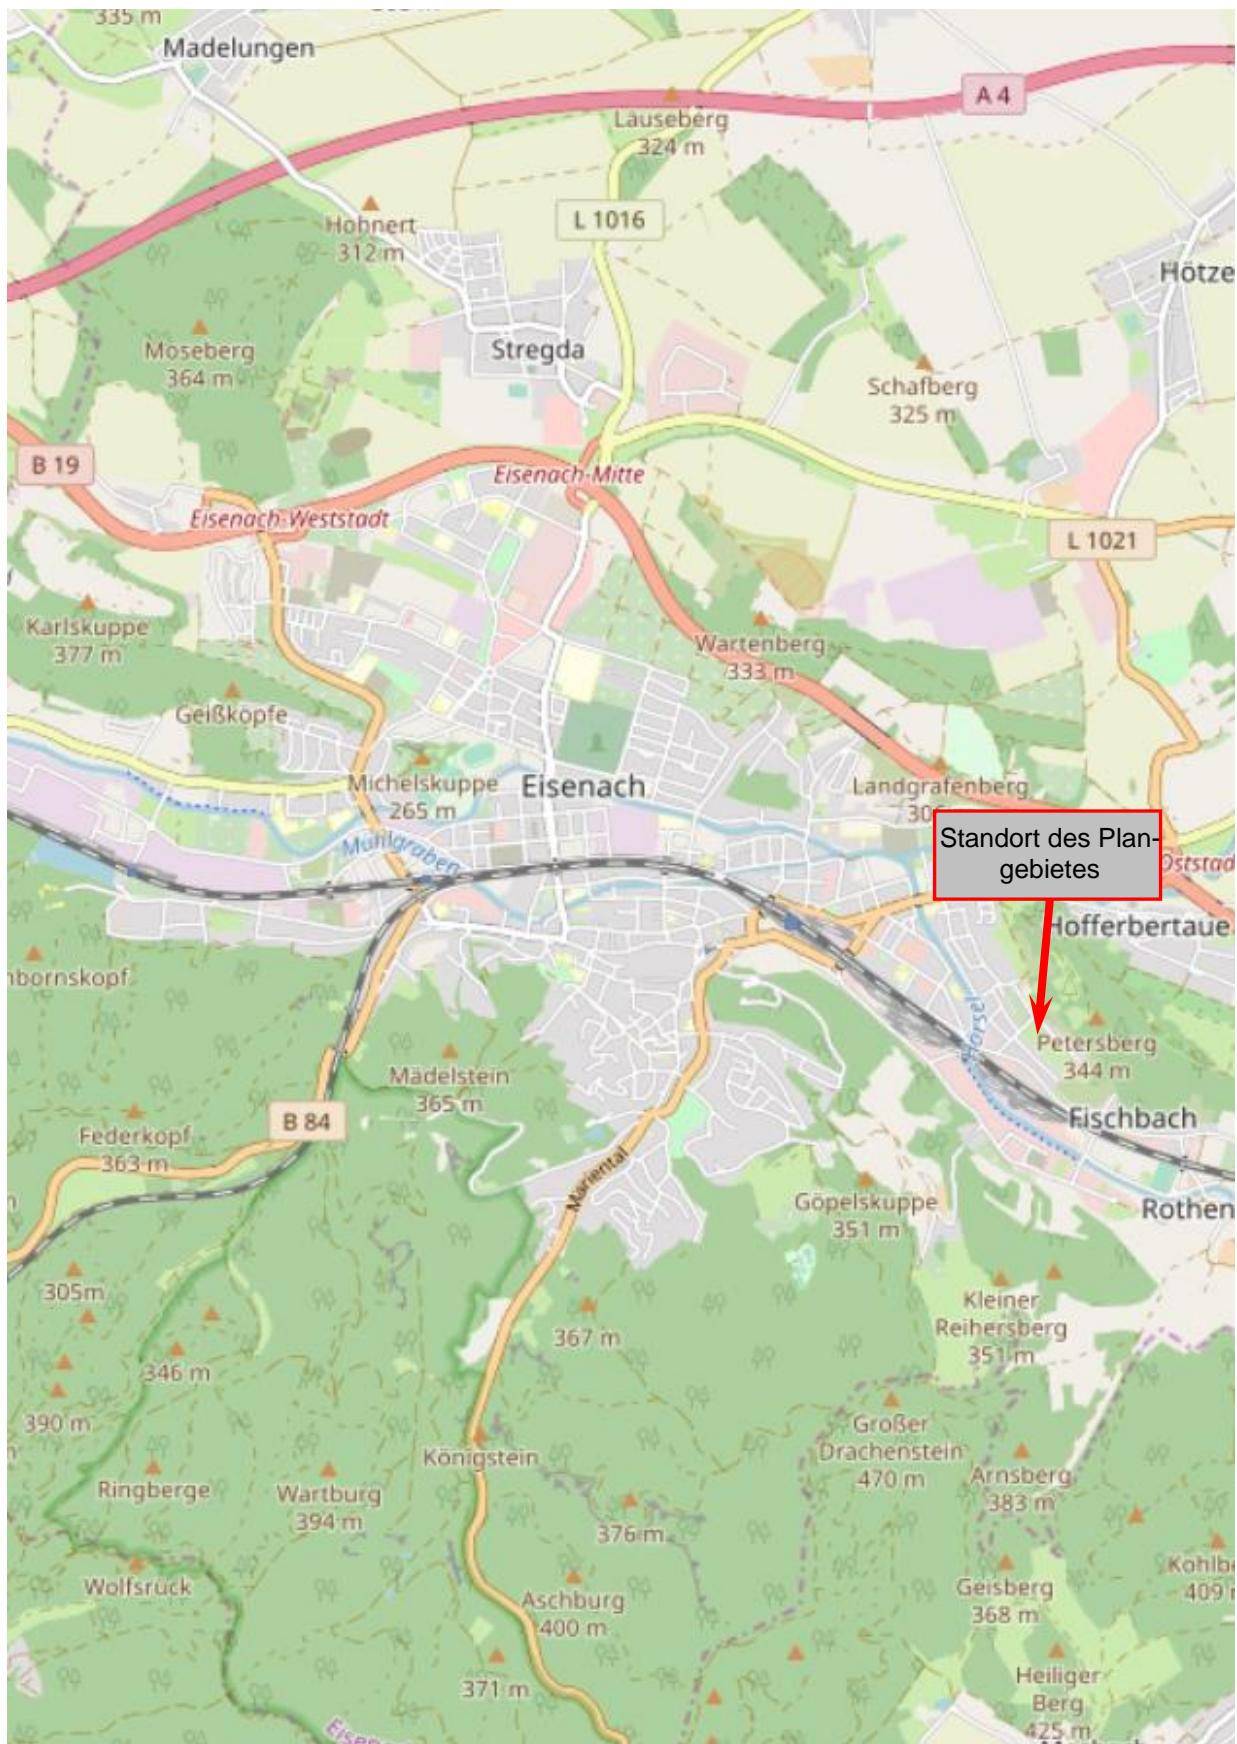 335 m
Madelungen
A 4
Lauseberg
324 m
Hohnert
312 m
L 1016
Hötze
Moseberg
364 m
Stregda
Schafberg
325 m
B 19
Eisenach-Mitte
Eisenach-Weststadt
L 1021
Karlskuppe
377 m
Wartenberg
333 m
Geißköpfe
Michelskuppe
265 m
Eisenach
Landgrafenberg
Mühlgraben
Standort des Plan-
gebietes
Oststad
Hofferbertaue
nbornskopf
Hörsel
Petersberg
344 m
Mädelstein
365 m
B 84
Fischbach
Federkopf
363 m
Mariental
Göpelskuppe
351 m
Rothen
305m
Kleiner
Reihersberg
351 m
367 m
346 m
390 m
Großer
Drachenstein
470 m
Königstein
Arnsberg
383 m
Ringberge
Wartburg
394 m
376 m
Wolfsrück
Kohlbe
409
Geisberg
368 m
Aschburg
400 m
371 m
Heiliger
Berg
425 m